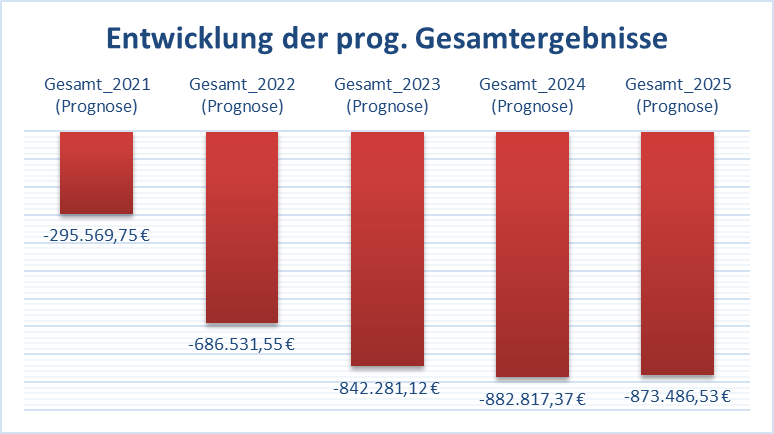 Entwicklung der prog. Gesamtergebnisse
Gesamt_2021
(Prognose)
Gesamt_2022
(Prognose)
Gesamt_2023
(Prognose)
Gesamt_2024
(Prognose)
Gesamt_2025
(Prognose)
-295.569,75 €
-686.531,55 €
-842.281,12 €
-882.817,37 €
-873.486,53 €